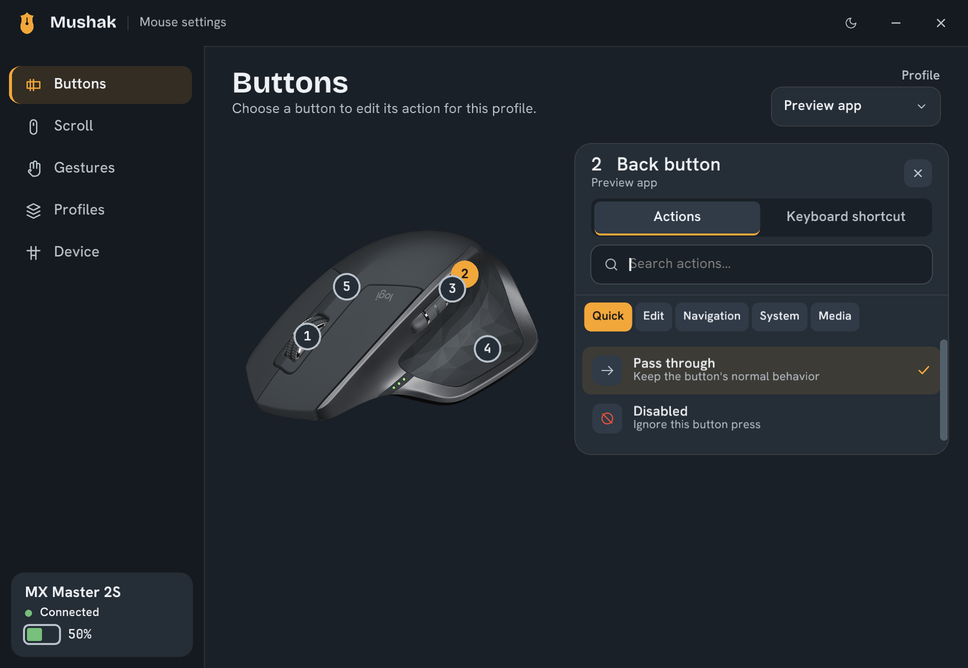 Mushak
Mouse settings
Buttons
Scroll
Gestures
Profiles
Device
MX Master 2S
Connected
50%
Buttons
Choose a button to edit its action for this profile.
Profile
Preview app
1
2
3
4
5
logi
2 Back button
Preview app
Actions
Keyboard shortcut
Search actions...
Quick
Edit
Navigation
System
Media
Pass through
Keep the button's normal behavior
Disabled
Ignore this button press